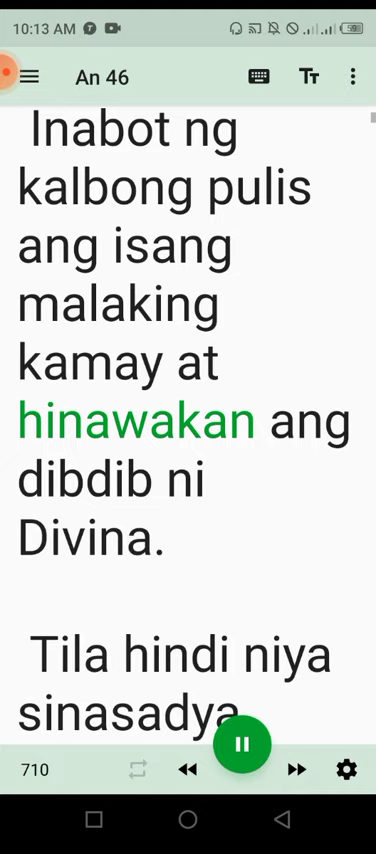 10:13 AM
59
An 46
Inabot ng
kalbong pulis
ang isang
malaking
kamay at
hinawakan ang
dibdib ni
Divina.
Tila hindi niya
sinasadya
710